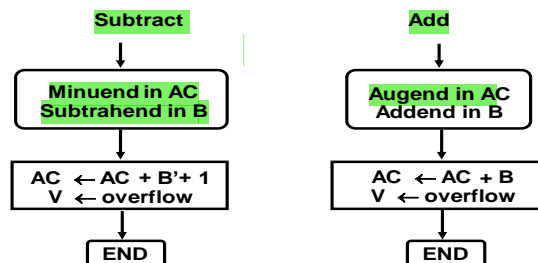 Subtract
Minuend in AC
Subtrahend in B
AC ← AC + B'+ 1
V ← overflow
END
Add
Augend in AC
Addend in B
AC ← AC + B
V ← overflow
END